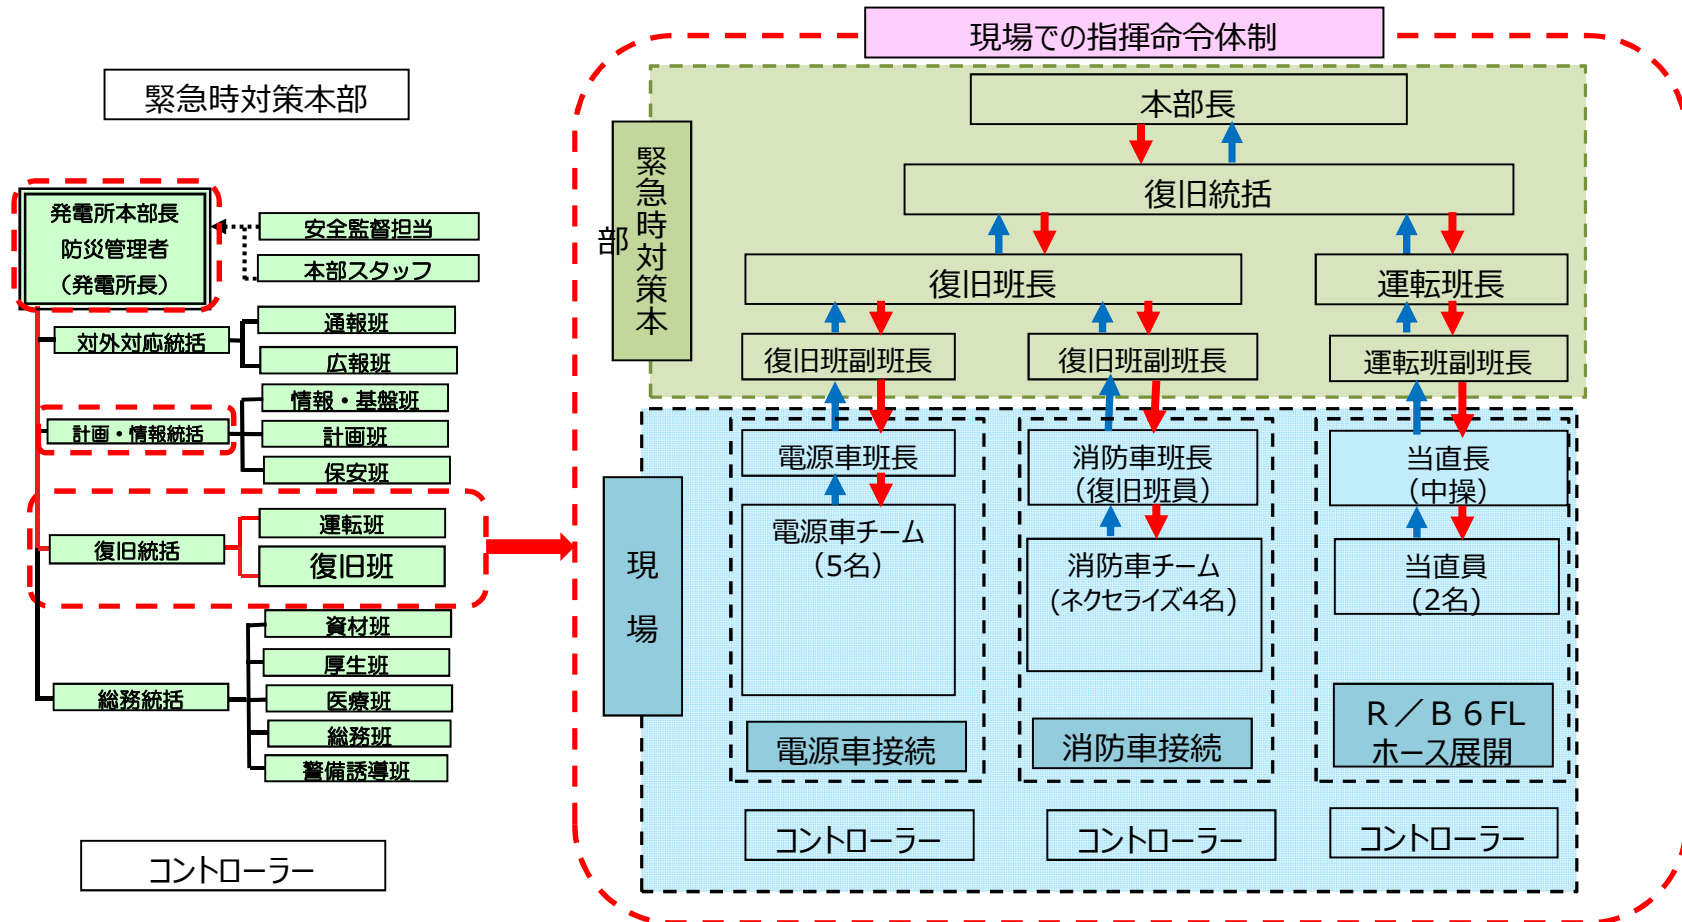 現場での指揮命令体制
緊急時対策本部
発電所本部長
防災管理者
（発電所長）
安全監督担当
本部スタッフ
対外対応統括
通報班
広報班
計画・情報統括
情報・基盤班
計画班
保安班
復旧統括
運転班
復旧班
総務統括
資材班
厚生班
医療班
総務班
警備誘導班
コントローラー
緊急時対策本
部
本部長
復旧統括
復旧班長
運転班長
復旧班副班長
復旧班副班長
運転班副班長
現
場
電源車班長
電源車チーム
（5名）
電源車接続
消防車班長
（復旧班員）
消防車チーム
(ネクセライズ4名)
消防車接続
当直長
（中操）
当直員
(2名)
Ｒ／Ｂ６FL
ホース展開
コントローラー
コントローラー
コントローラー